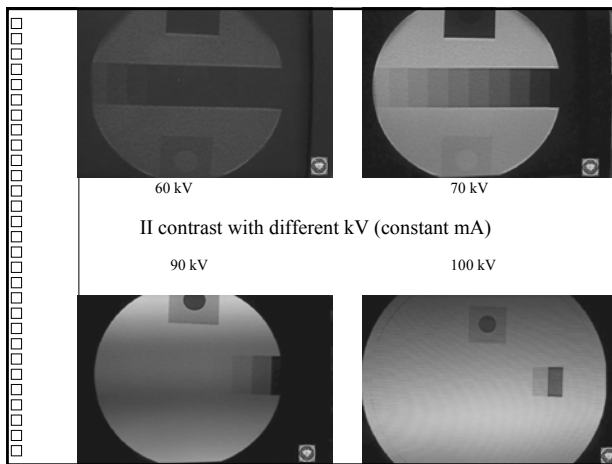 60 kV
70 kV
II contrast with different kV (constant mA)
90 kV
100 kV